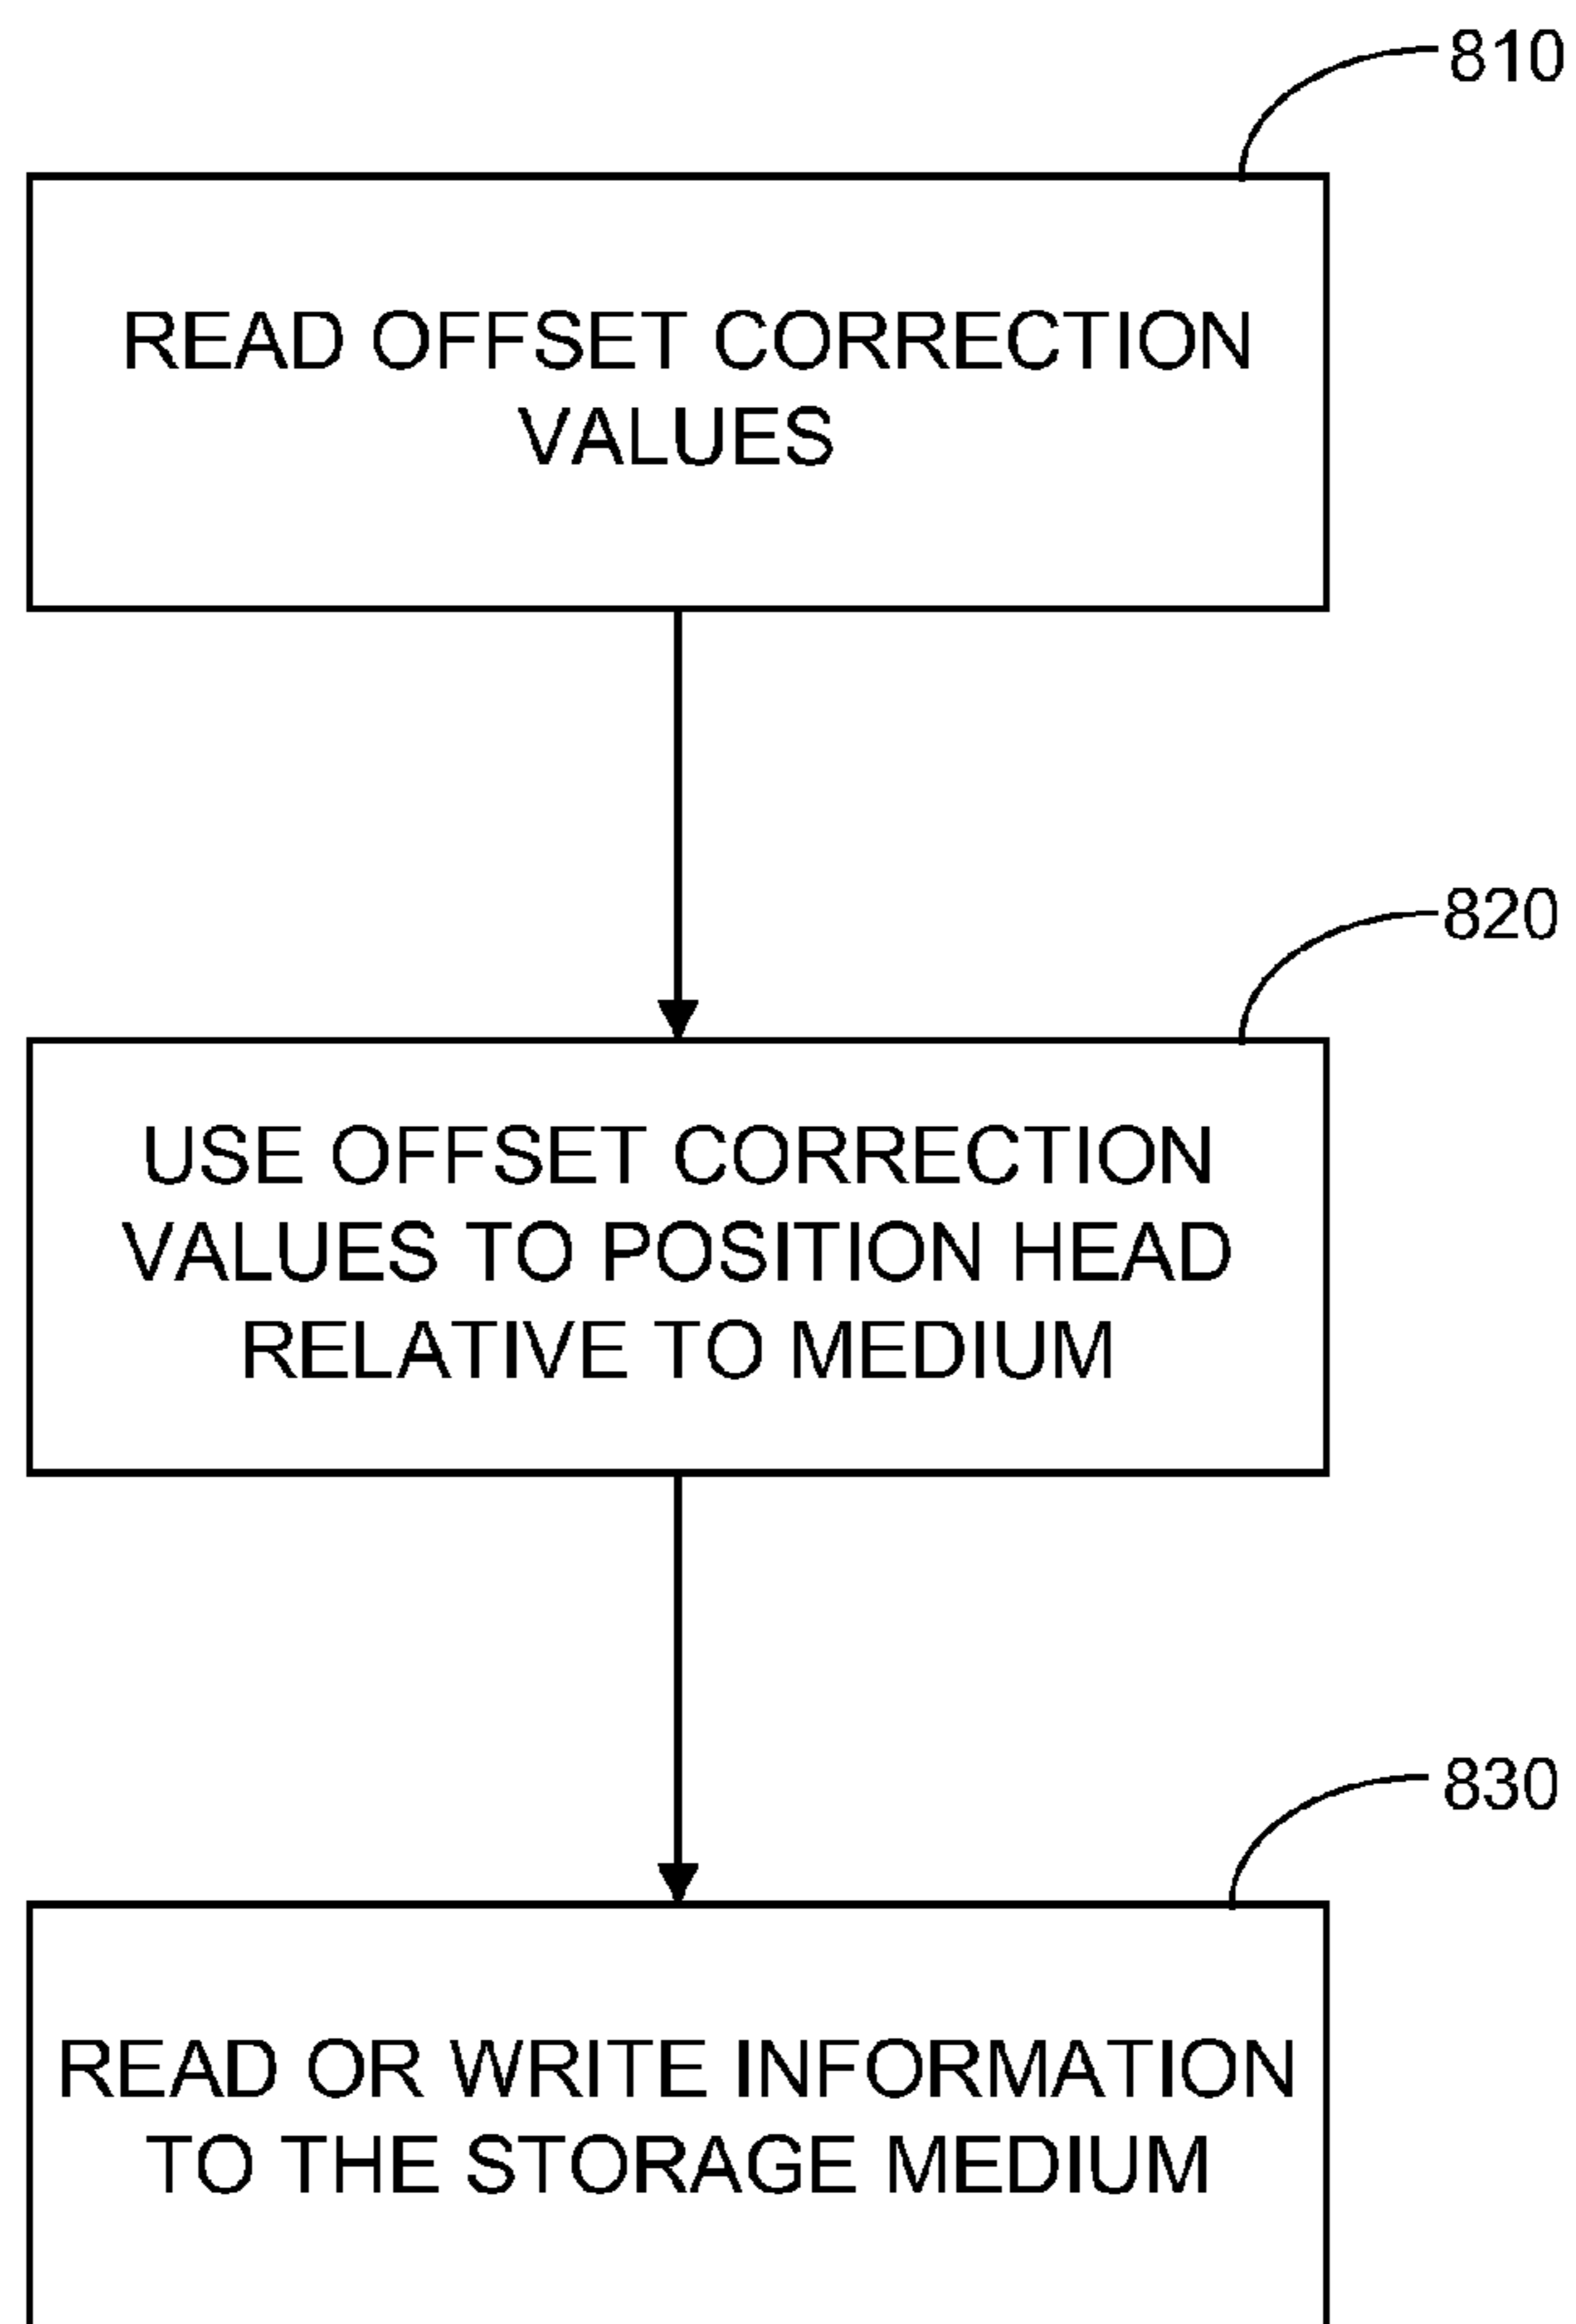 810
READ OFFSET CORRECTION
VALUES
820
USE OFFSET CORRECTION
VALUES TO POSITION HEAD
RELATIVE TO MEDIUM
830
READ OR WRITE INFORMATION
TO THE STORAGE MEDIUM